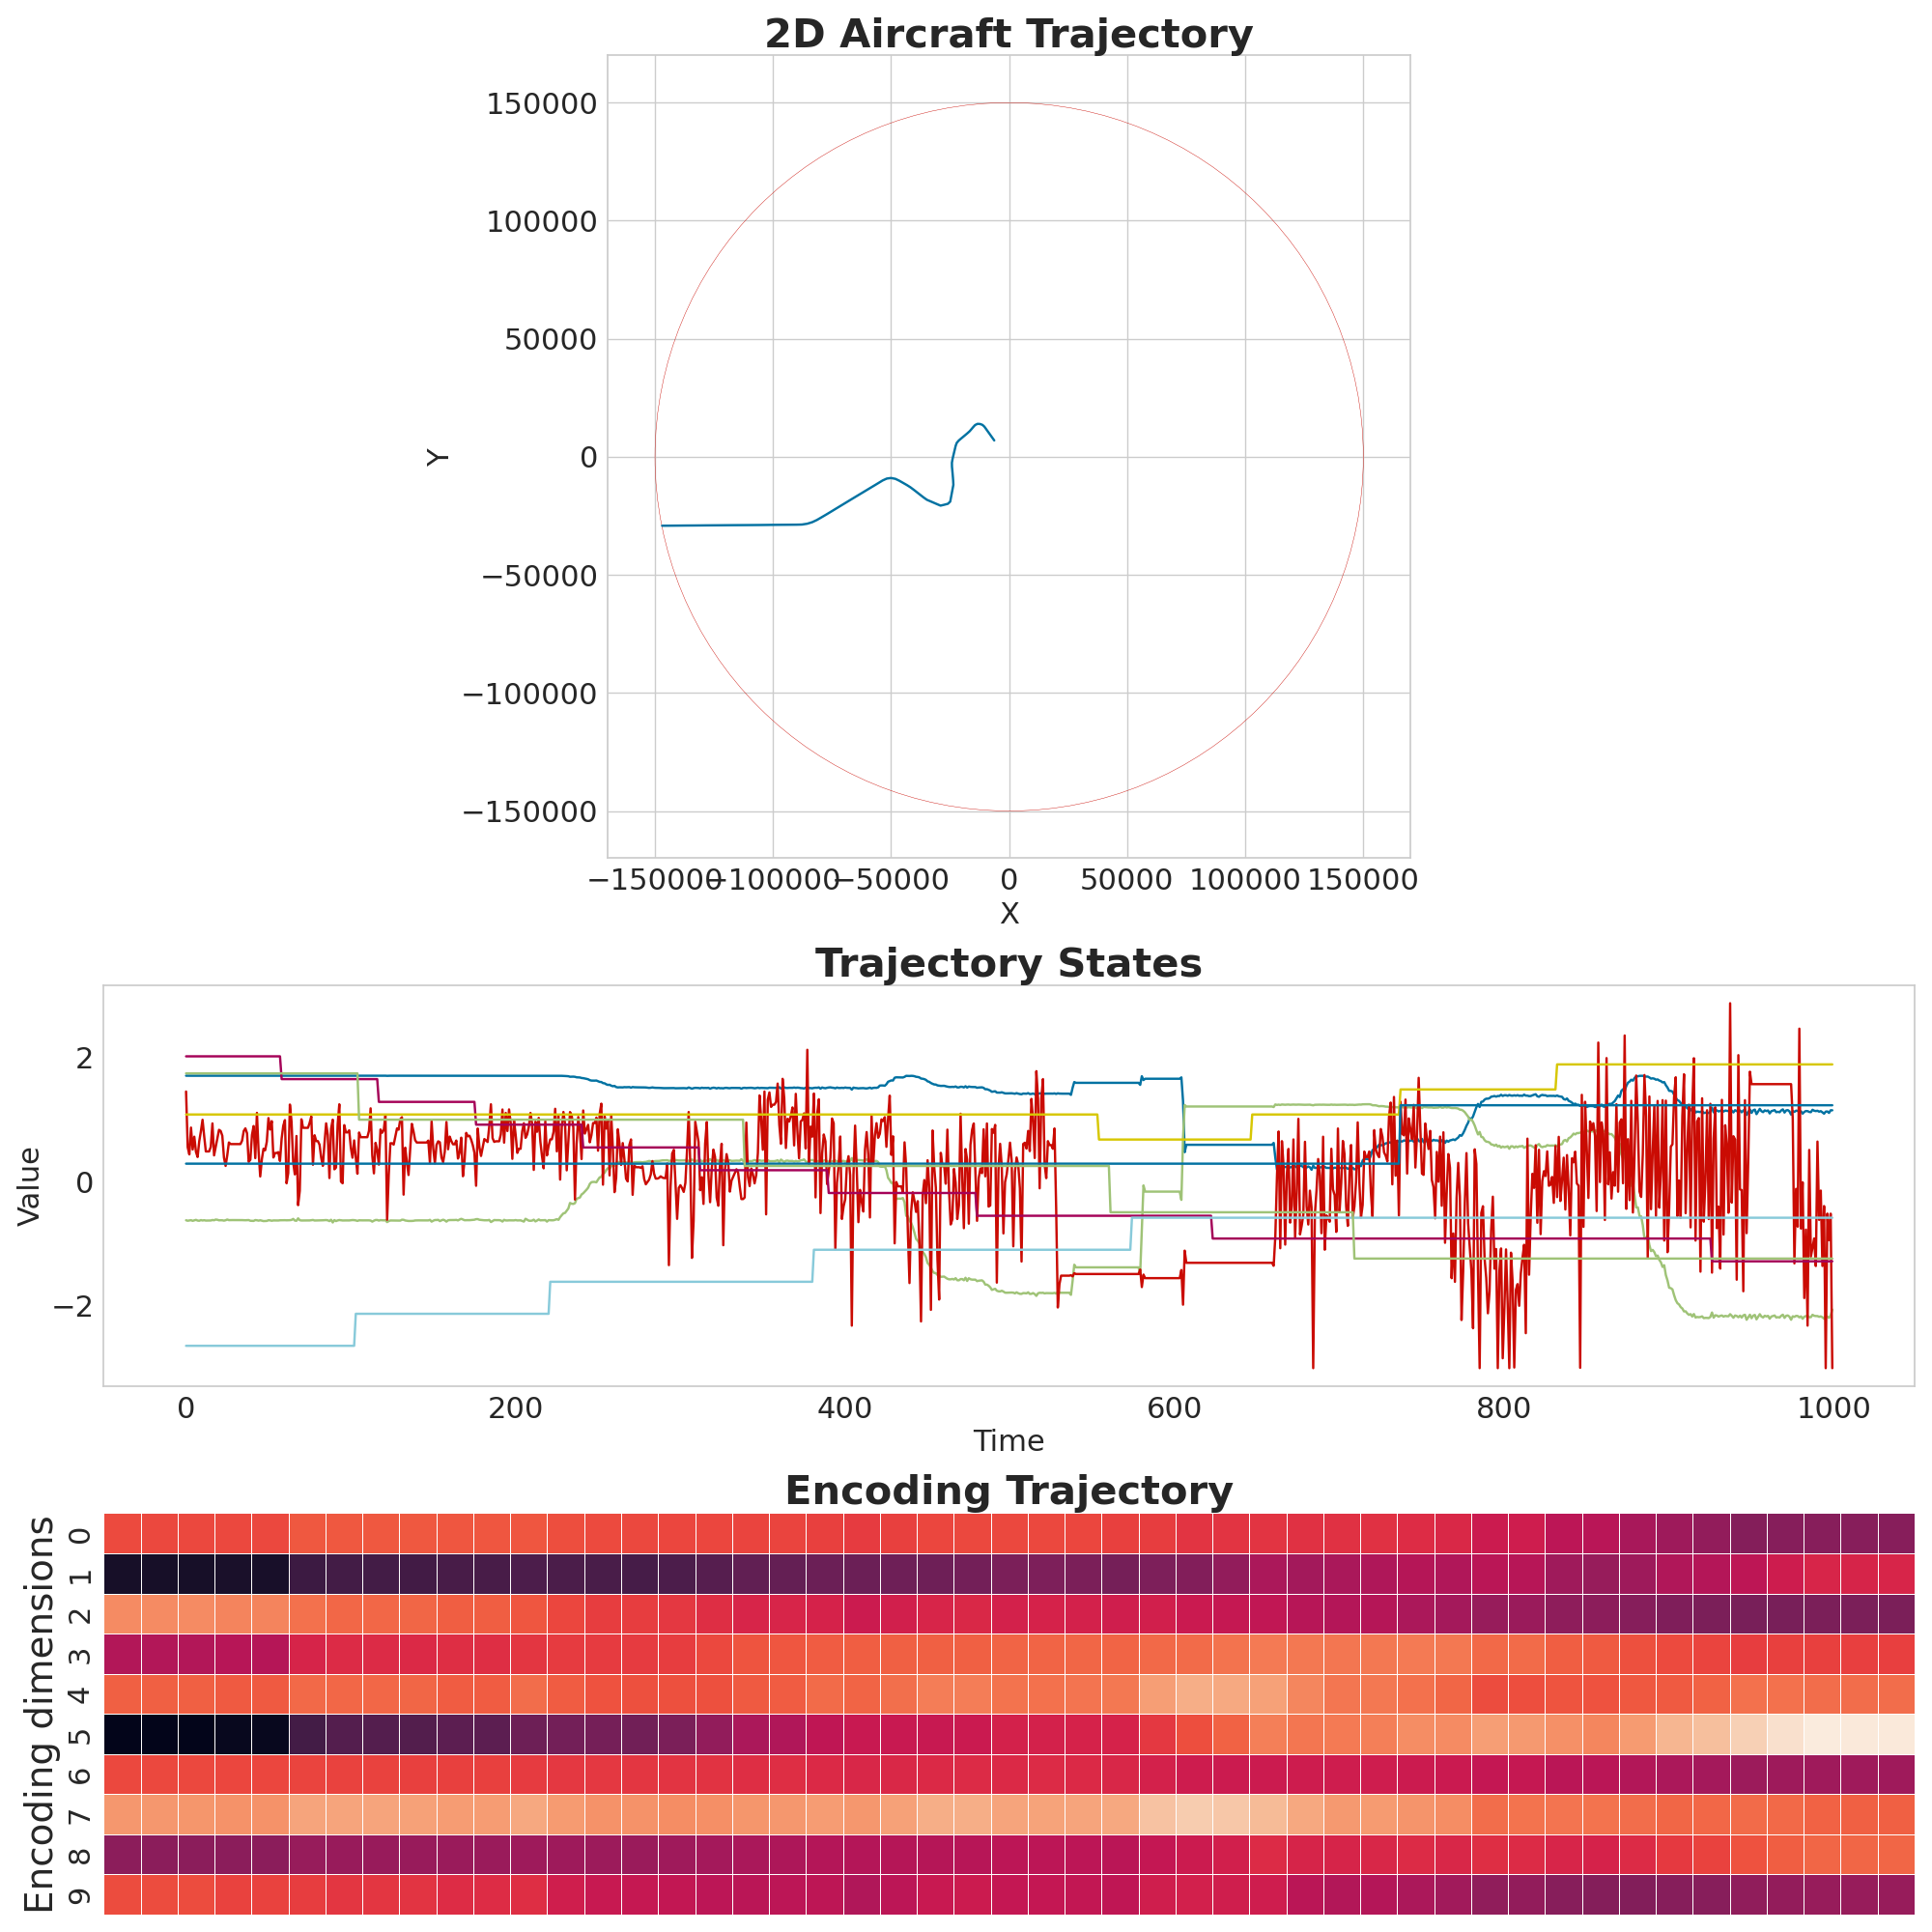 2D Aircraft Trajectory
150000
100000
50000
0
−50000
−100000
−150000
Y
−150000 −100000 −50000 0 50000 100000 150000
X
Trajectory States
2
0
−2
Value
0 200 400 600 800 1000
Time
Encoding Trajectory
Encoding dimensions
0
1
2
3
4
5
6
7
8
9